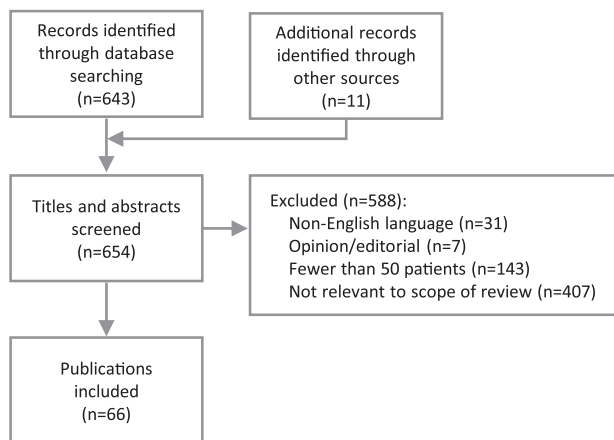 Records identified
through database
searching
(n=643)
Additional records
identified through
other sources
(n=11)
Titles and abstracts
screened
(n=654)
Excluded (n=588):
Non-English language (n=31)
Opinion/editorial (n=7)
Fewer than 50 patients (n=143)
Not relevant to scope of review (n=407)
Publications
included
(n=66)